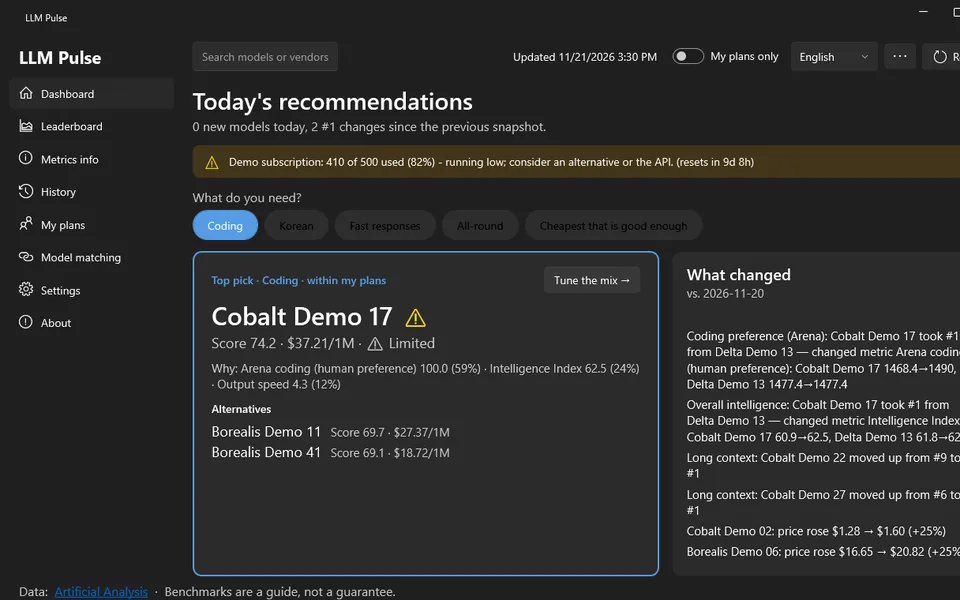 LLM Pulse
LLM Pulse
Search models or vendors
Updated 11/21/2026 3:30 PM
My plans only
English
Dashboard
Leaderboard
Metrics info
History
My plans
Model matching
Settings
About
Today's recommendations
0 new models today, 2 #1 changes since the previous snapshot.
Demo subscription: 410 of 500 used (82%) - running low; consider an alternative or the API. (resets in 9d 8h)
What do you need?
Coding
Korean
Fast responses
All-round
Cheapest that is good enough
Top pick · Coding · within my plans
Tune the mix →
Cobalt Demo 17
Score 74.2 · $37.21/1M · ⚠ Limited
Why: Arena coding (human preference) 100.0 (59%) · Intelligence Index 62.5 (24%)
· Output speed 4.3 (12%)
Alternatives
Borealis Demo 11 Score 69.7 · $27.37/1M
Borealis Demo 41 Score 69.1 · $18.72/1M
What changed
vs. 2026-11-20
Coding preference (Arena): Cobalt Demo 17 took #1
from Delta Demo 13 — changed metric Arena coding
(human preference): Cobalt Demo 17 1468.4→1490,
Delta Demo 13 1477.4→1477.4
Overall intelligence: Cobalt Demo 17 took #1 from
Delta Demo 13 — changed metric Intelligence Index
Cobalt Demo 17 60.9→62.5, Delta Demo 13 61.8→62
Long context: Cobalt Demo 22 moved up from #9 to
#1
Long context: Cobalt Demo 27 moved up from #6 to
#1
Cobalt Demo 02: price rose $1.28 → $1.60 (+25%)
Borealis Demo 06: price rose $16.65 → $20.82 (+25%
Data: Artificial Analysis · Benchmarks are a guide, not a guarantee.